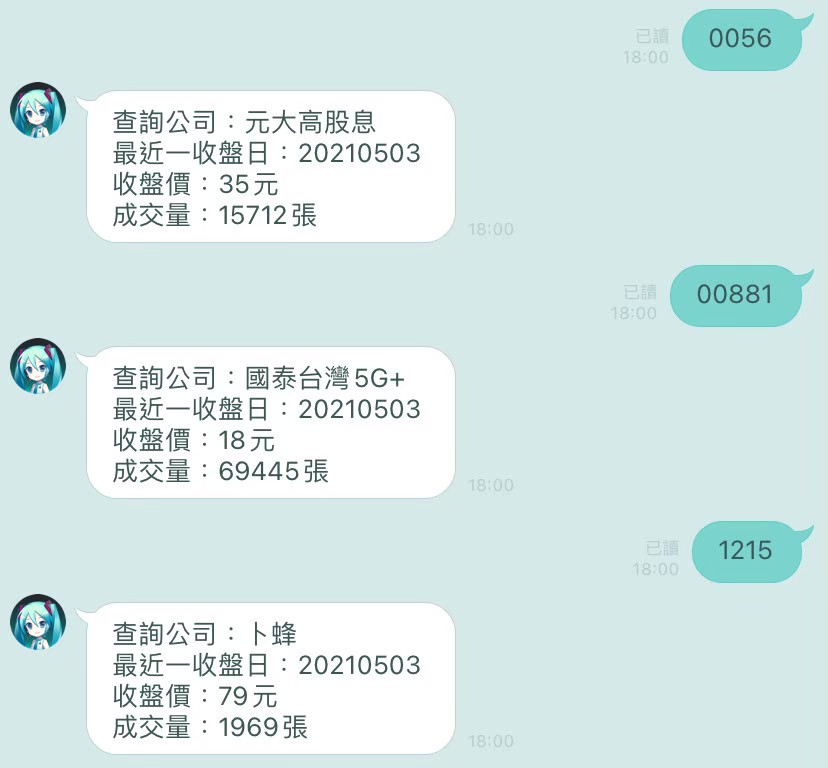 0056
已讀
18:00
查詢公司：元大高股息
最近一收盤日：20210503
收盤價：35元
成交量：15712張
18:00
00881
已讀
18:00
查詢公司：國泰台灣5G+
最近一收盤日：20210503
收盤價：18元
成交量：69445張
18:00
1215
已讀
18:00
查詢公司：卜蜂
最近一收盤日：20210503
收盤價：79元
成交量：1969張
18:00